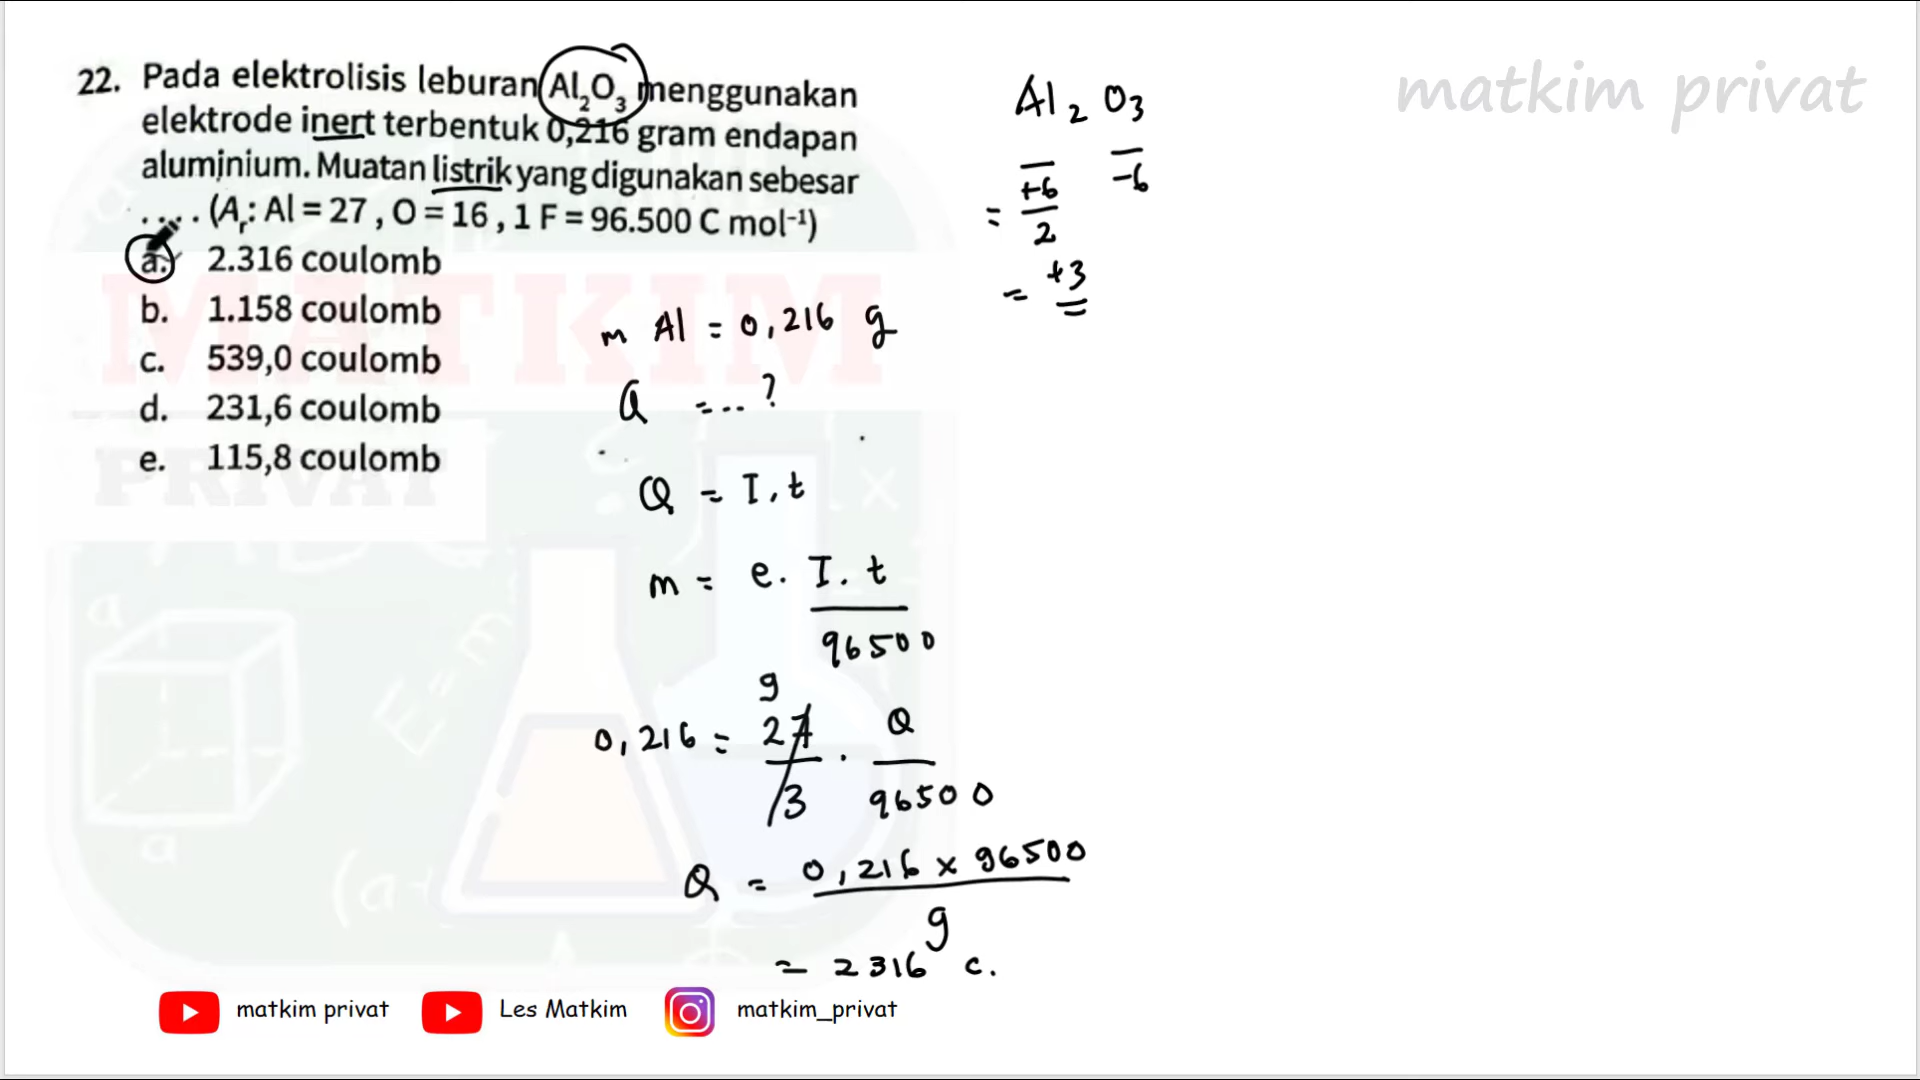 matkim privat
22. Pada elektrolisis leburan Al₂O₃ menggunakan
elektrode inert terbentuk 0,216 gram endapan
aluminium. Muatan listrik yang digunakan sebesar
.... (Aᵣ: Al = 27 , O = 16 , 1 F = 96.500 C mol⁻¹)
a. 2.316 coulomb
b. 1.158 coulomb
c. 539,0 coulomb
d. 231,6 coulomb
e. 115,8 coulomb
Al₂ O₃
+6 −6
= +6/2
= +3
m Al = 0,216 g
Q = ..?
Q = I.t
m = e. I.t
96500
9
0,216 = 27/3 . Q/96500
Q = 0,216 x 96500
9
= 2316 c.
MATKIM
PRIVAT
E=m
a
a
(a+
x
matkim privat
Les Matkim
matkim_privat